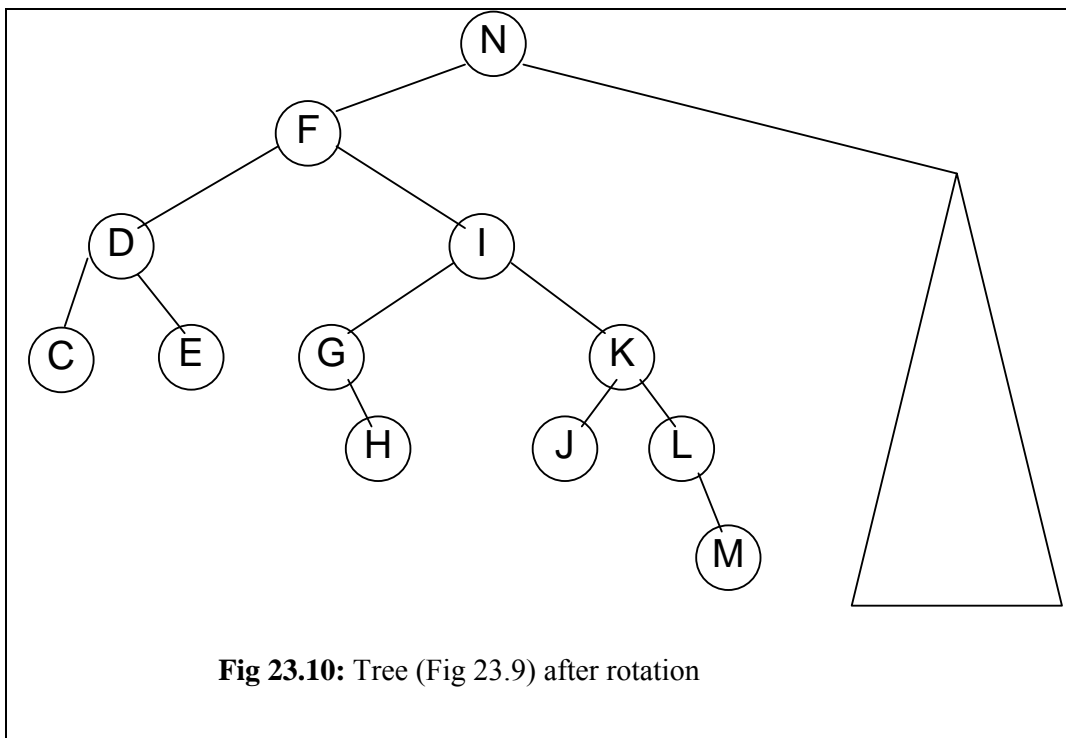 N
F
D I
C E G K
H J L
M
Fig 23.10: Tree (Fig 23.9) after rotation